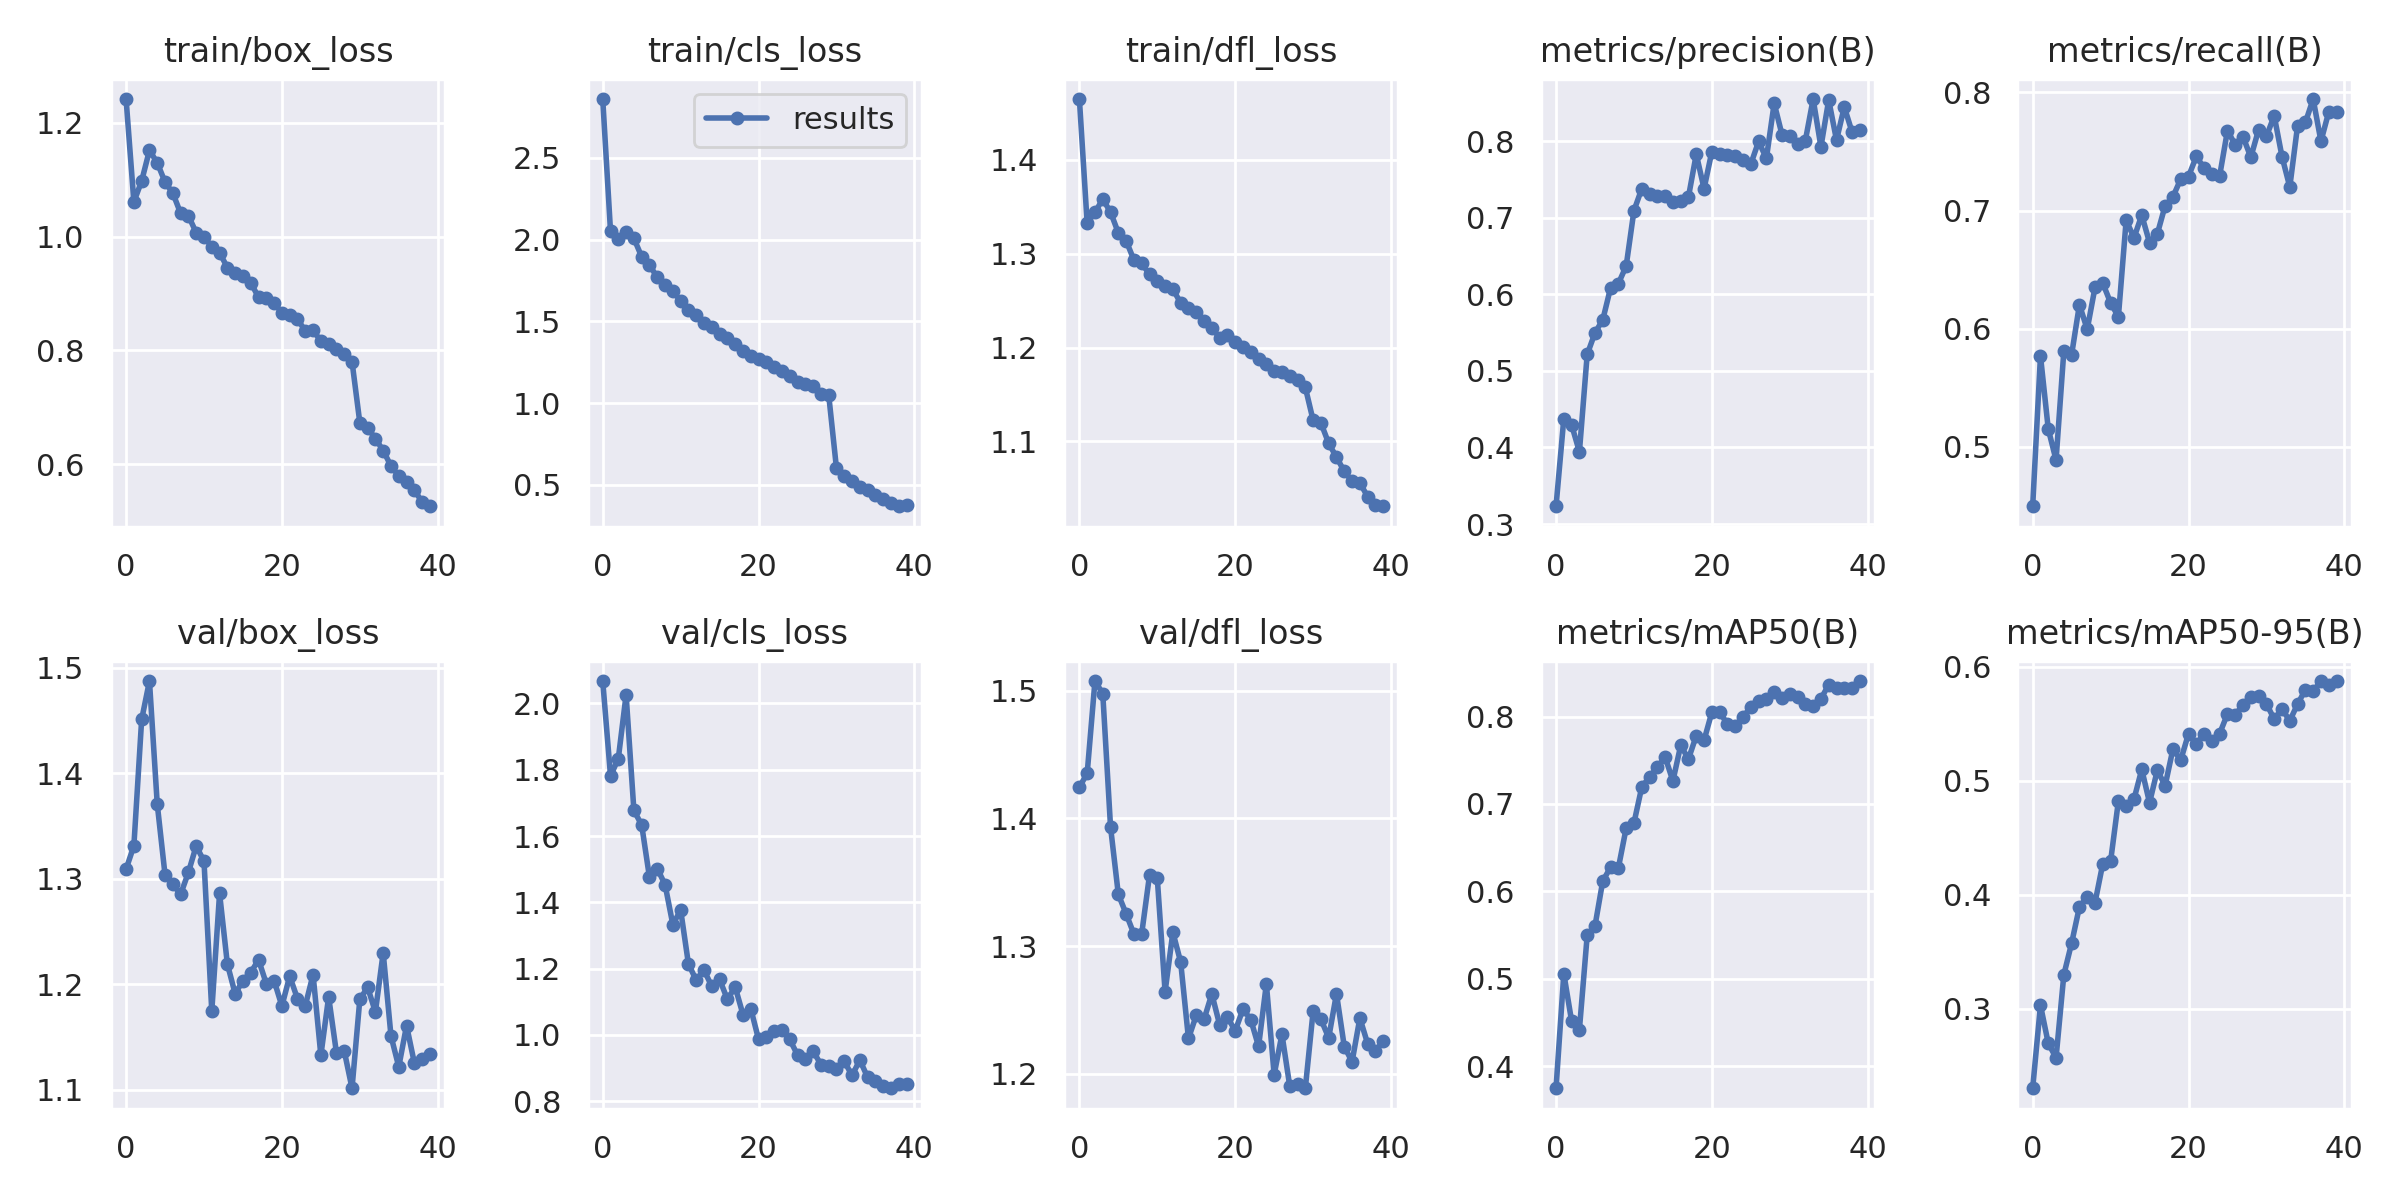 train/box_loss
1.2
1.0
0.8
0.6
0 20 40
train/cls_loss
results
2.5
2.0
1.5
1.0
0.5
0 20 40
train/dfl_loss
1.4
1.3
1.2
1.1
0 20 40
metrics/precision(B)
0.8
0.7
0.6
0.5
0.4
0.3
0 20 40
metrics/recall(B)
0.8
0.7
0.6
0.5
0 20 40
val/box_loss
1.5
1.4
1.3
1.2
1.1
0 20 40
val/cls_loss
2.0
1.8
1.6
1.4
1.2
1.0
0.8
0 20 40
val/dfl_loss
1.5
1.4
1.3
1.2
0 20 40
metrics/mAP50(B)
0.8
0.7
0.6
0.5
0.4
0 20 40
metrics/mAP50-95(B)
0.6
0.5
0.4
0.3
0 20 40